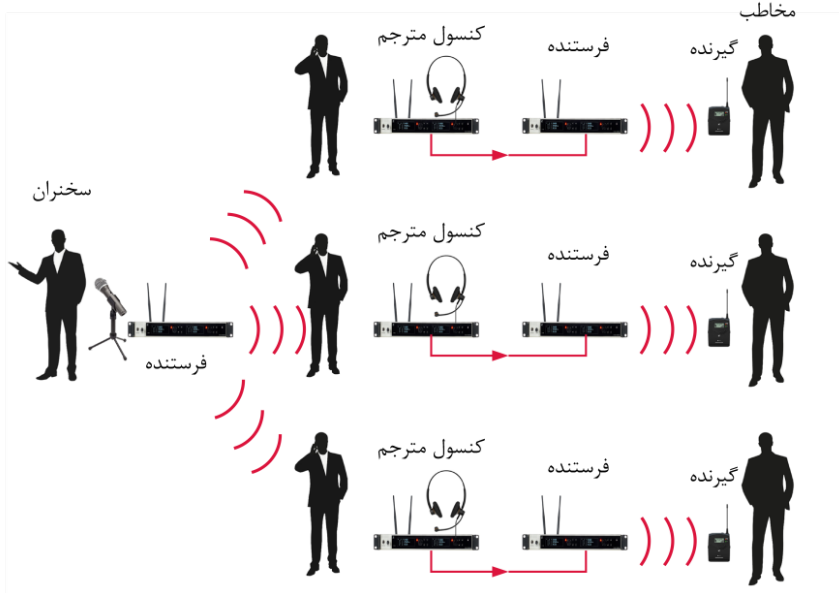 مخاطب
کنسول مترجم
فرستنده
گیرنده
سخنران
فرستنده
کنسول مترجم
فرستنده
گیرنده
کنسول مترجم
فرستنده
گیرنده